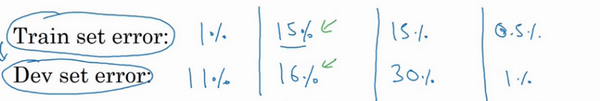 Train set error: 1% 15% 15% 0.5%
Dev set error: 11% 16% 30% 1%